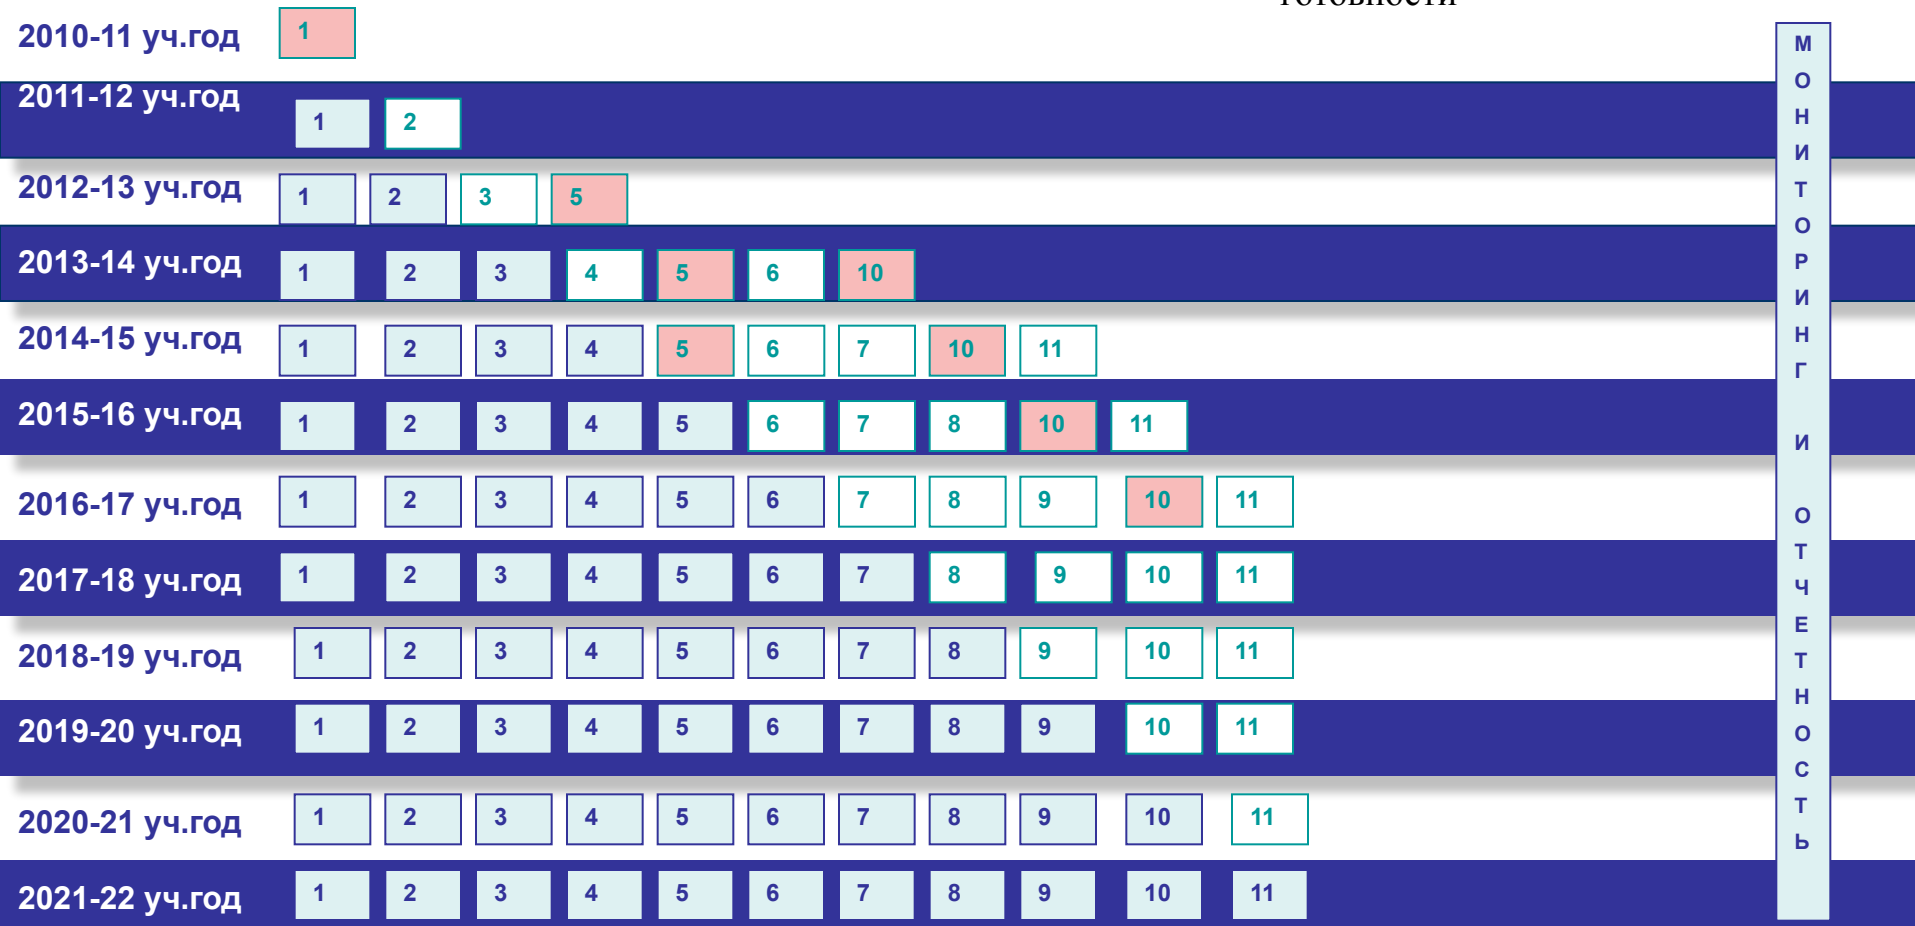 готовности
2010-11 уч.год 1
2011-12 уч.год 1 2
2012-13 уч.год 1 2 3 5
2013-14 уч.год 1 2 3 4 5 6 10
2014-15 уч.год 1 2 3 4 5 6 7 10 11
2015-16 уч.год 1 2 3 4 5 6 7 8 10 11
2016-17 уч.год 1 2 3 4 5 6 7 8 9 10 11
2017-18 уч.год 1 2 3 4 5 6 7 8 9 10 11
2018-19 уч.год 1 2 3 4 5 6 7 8 9 10 11
2019-20 уч.год 1 2 3 4 5 6 7 8 9 10 11
2020-21 уч.год 1 2 3 4 5 6 7 8 9 10 11
2021-22 уч.год 1 2 3 4 5 6 7 8 9 10 11
МОНИТОРИНГ И ОТЧЕТНОСТЬ